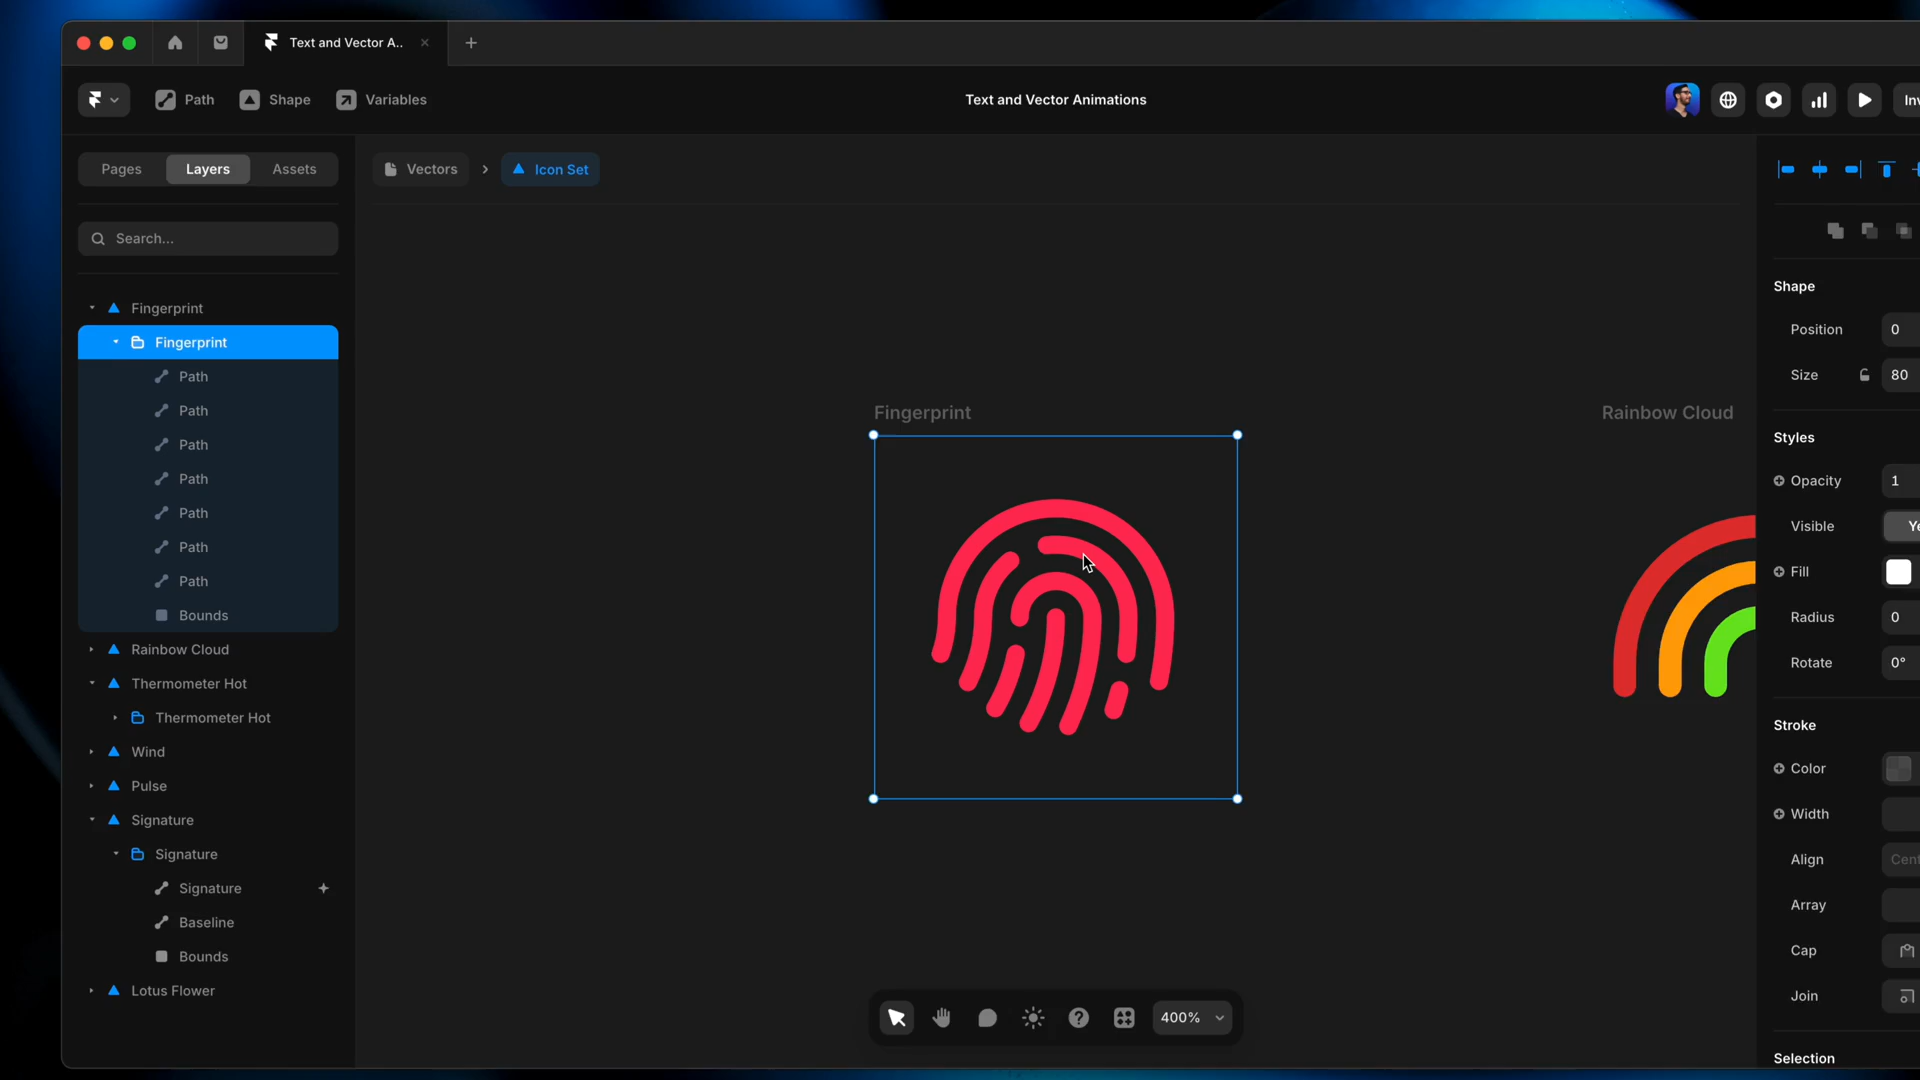 Text and Vector A..
Path
Shape
Variables
Text and Vector Animations
Inv
Pages
Layers
Assets
Vectors
Icon Set
Search...
Fingerprint
Fingerprint
Path
Path
Path
Path
Path
Path
Path
Bounds
Rainbow Cloud
Thermometer Hot
Thermometer Hot
Wind
Pulse
Signature
Signature
Signature
Baseline
Bounds
Lotus Flower
Fingerprint
Rainbow Cloud
400%
Shape
Position 0
Size 80
Styles
Opacity 1
Visible Ye
Fill
Radius 0
Rotate 0°
Stroke
Color
Width
Align Cent
Array
Cap
Join
Selection